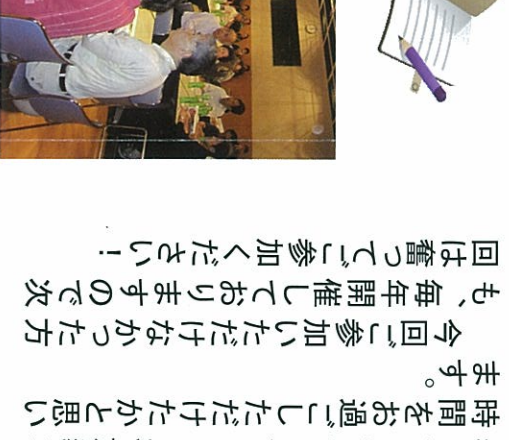 時間をお過ごしただけたかと思い
ます。
今回ご参加いただけなかった方
も、毎年開催しておりますので次
回は奮ってご参加ください！